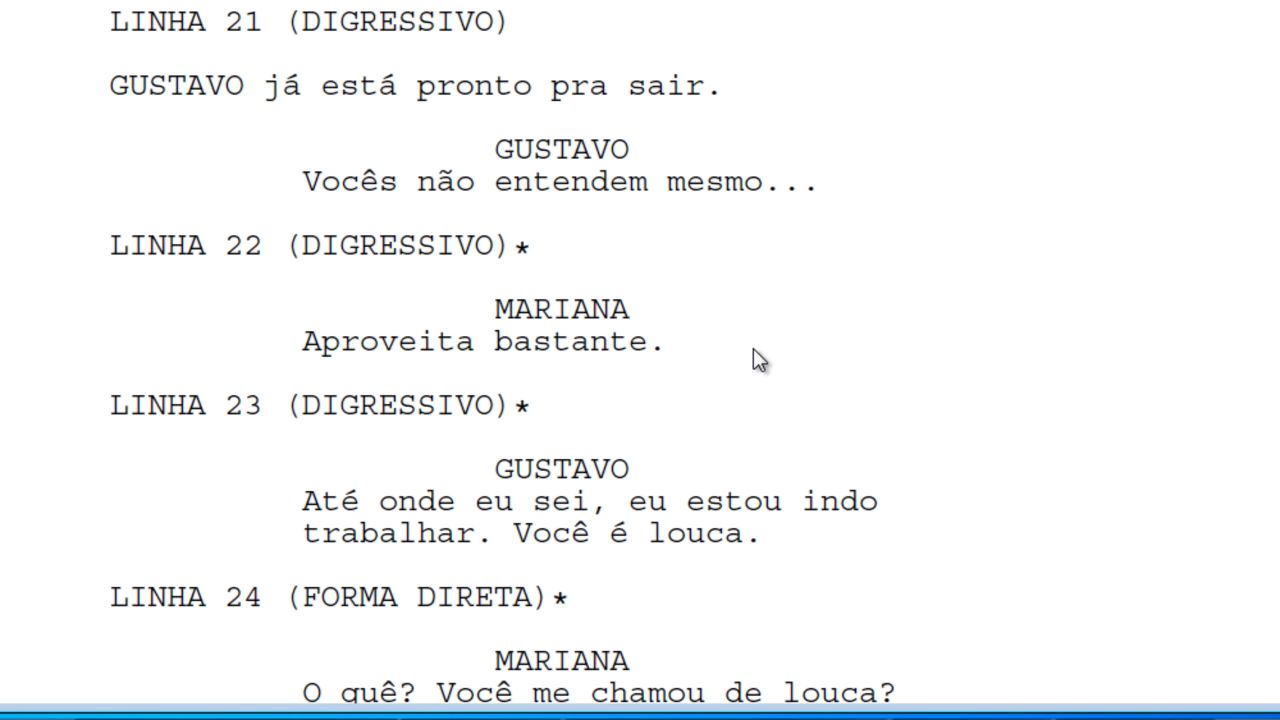 LINHA 21 (DIGRESSIVO)
GUSTAVO já está pronto pra sair.
GUSTAVO
Vocês não entendem mesmo...
LINHA 22 (DIGRESSIVO)*
MARIANA
Aproveita bastante.
LINHA 23 (DIGRESSIVO)*
GUSTAVO
Até onde eu sei, eu estou indo
trabalhar. Você é louca.
LINHA 24 (FORMA DIRETA)*
MARIANA
O quê? Você me chamou de louca?